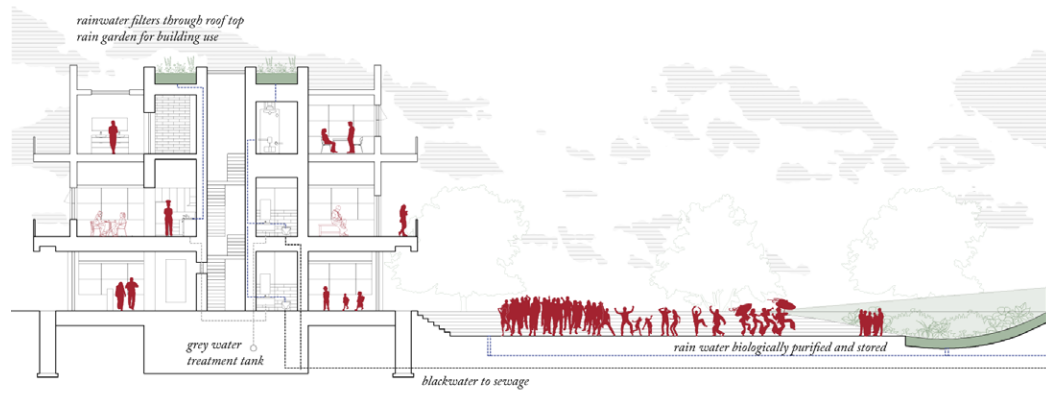 rainwater filters through roof top
rain garden for building use
grey water
treatment tank
rain water biologically purified and stored
blackwater to sewage